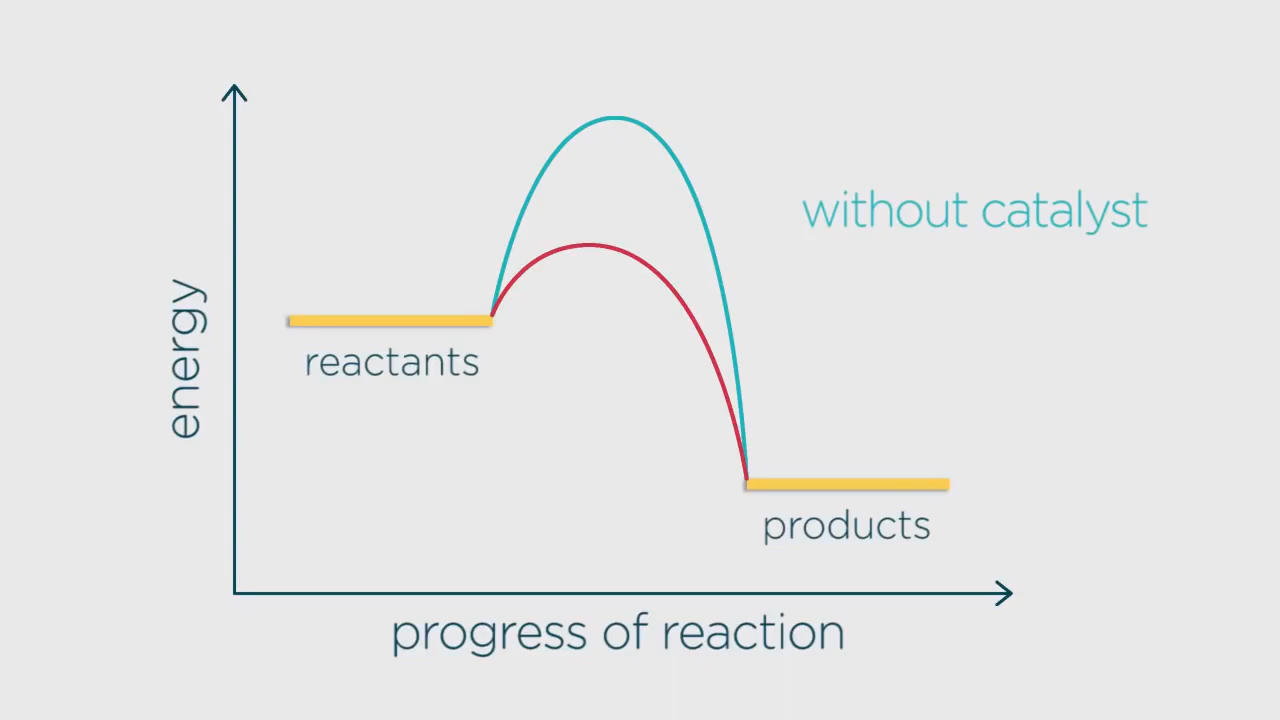 without catalyst
energy
reactants
products
progress of reaction